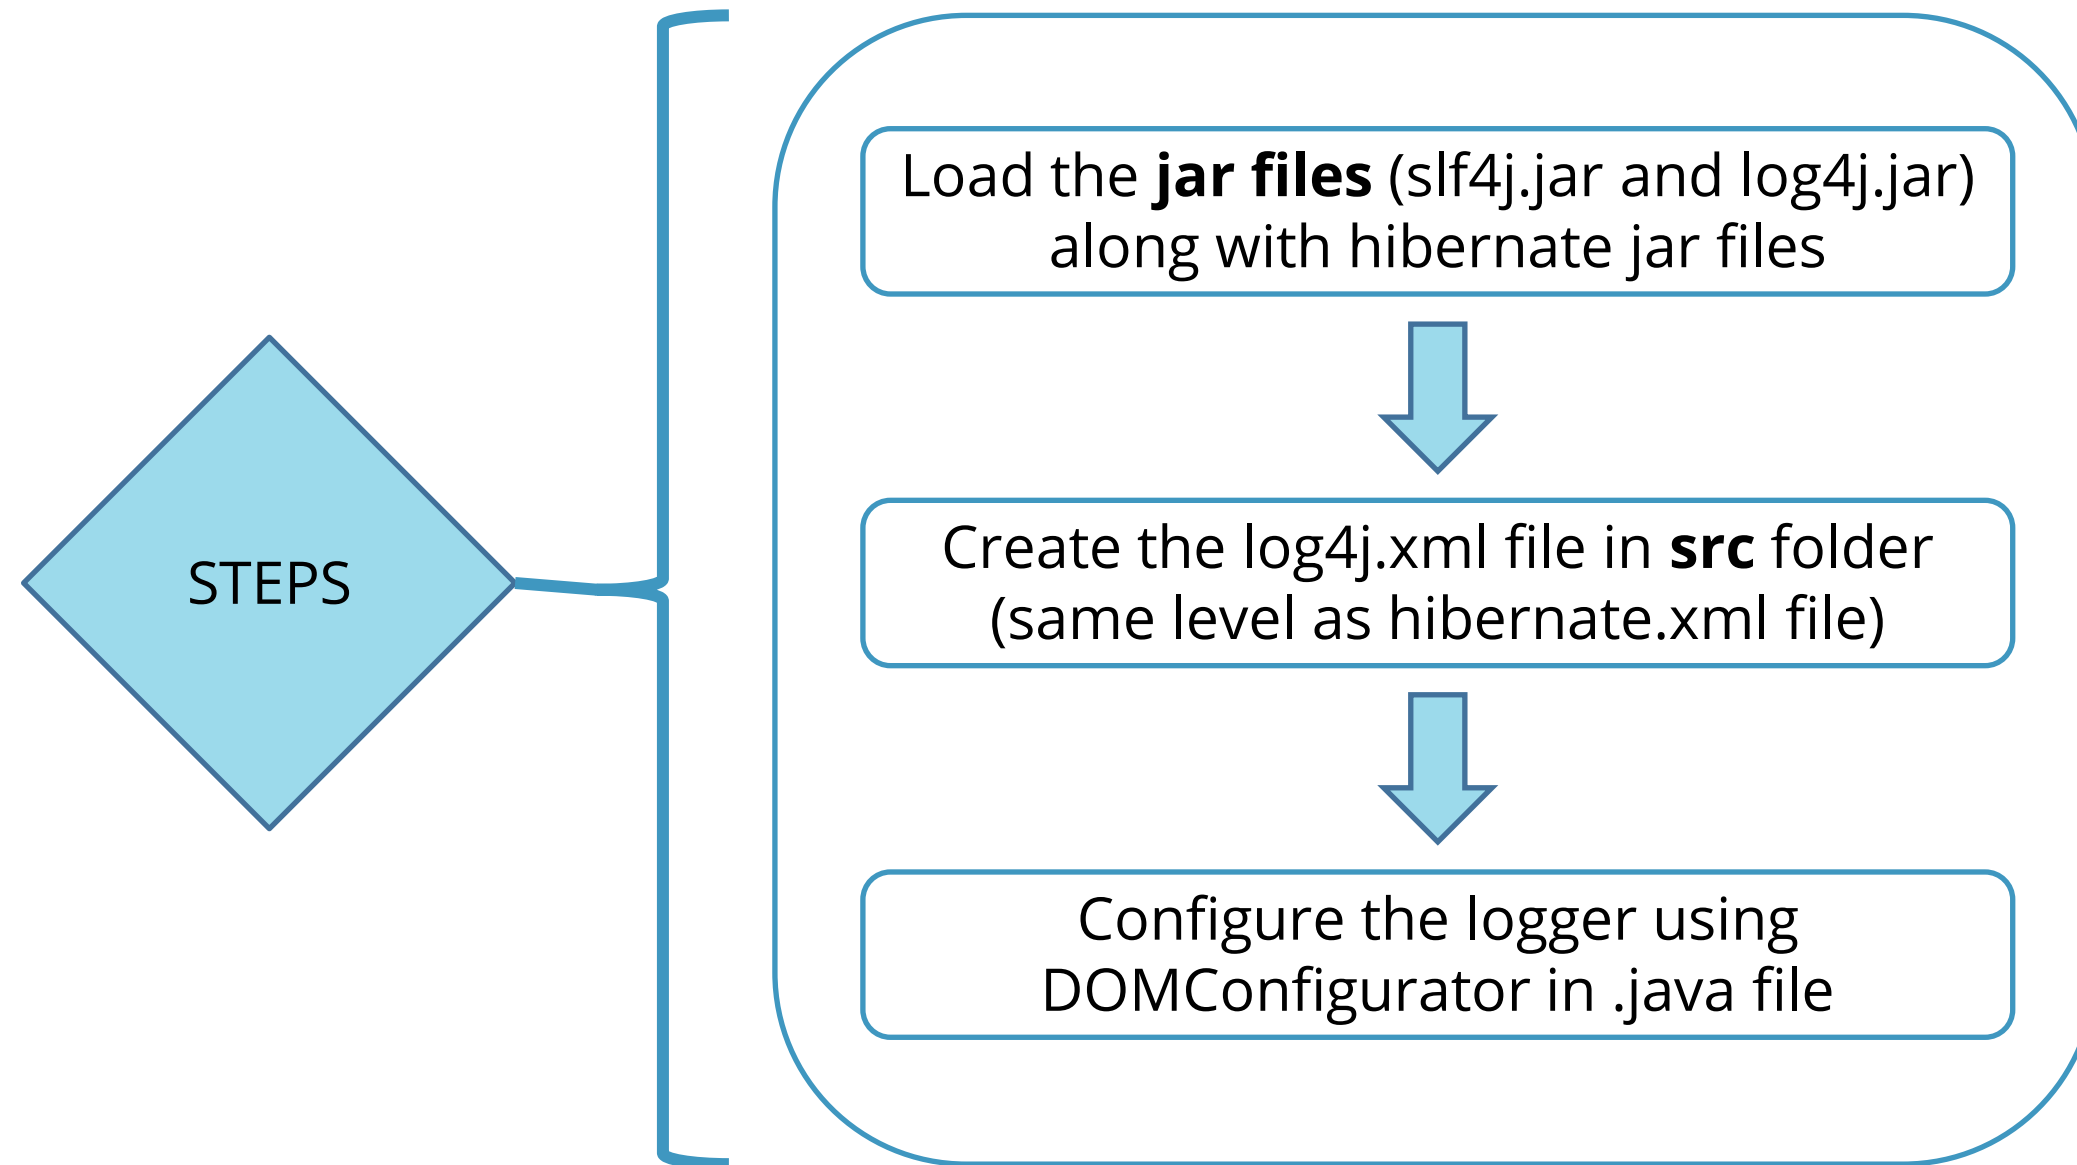 STEPS
Load the jar files (slf4j.jar and log4j.jar)
along with hibernate jar files
Create the log4j.xml file in src folder
(same level as hibernate.xml file)
Configure the logger using
DOMConfigurator in .java file